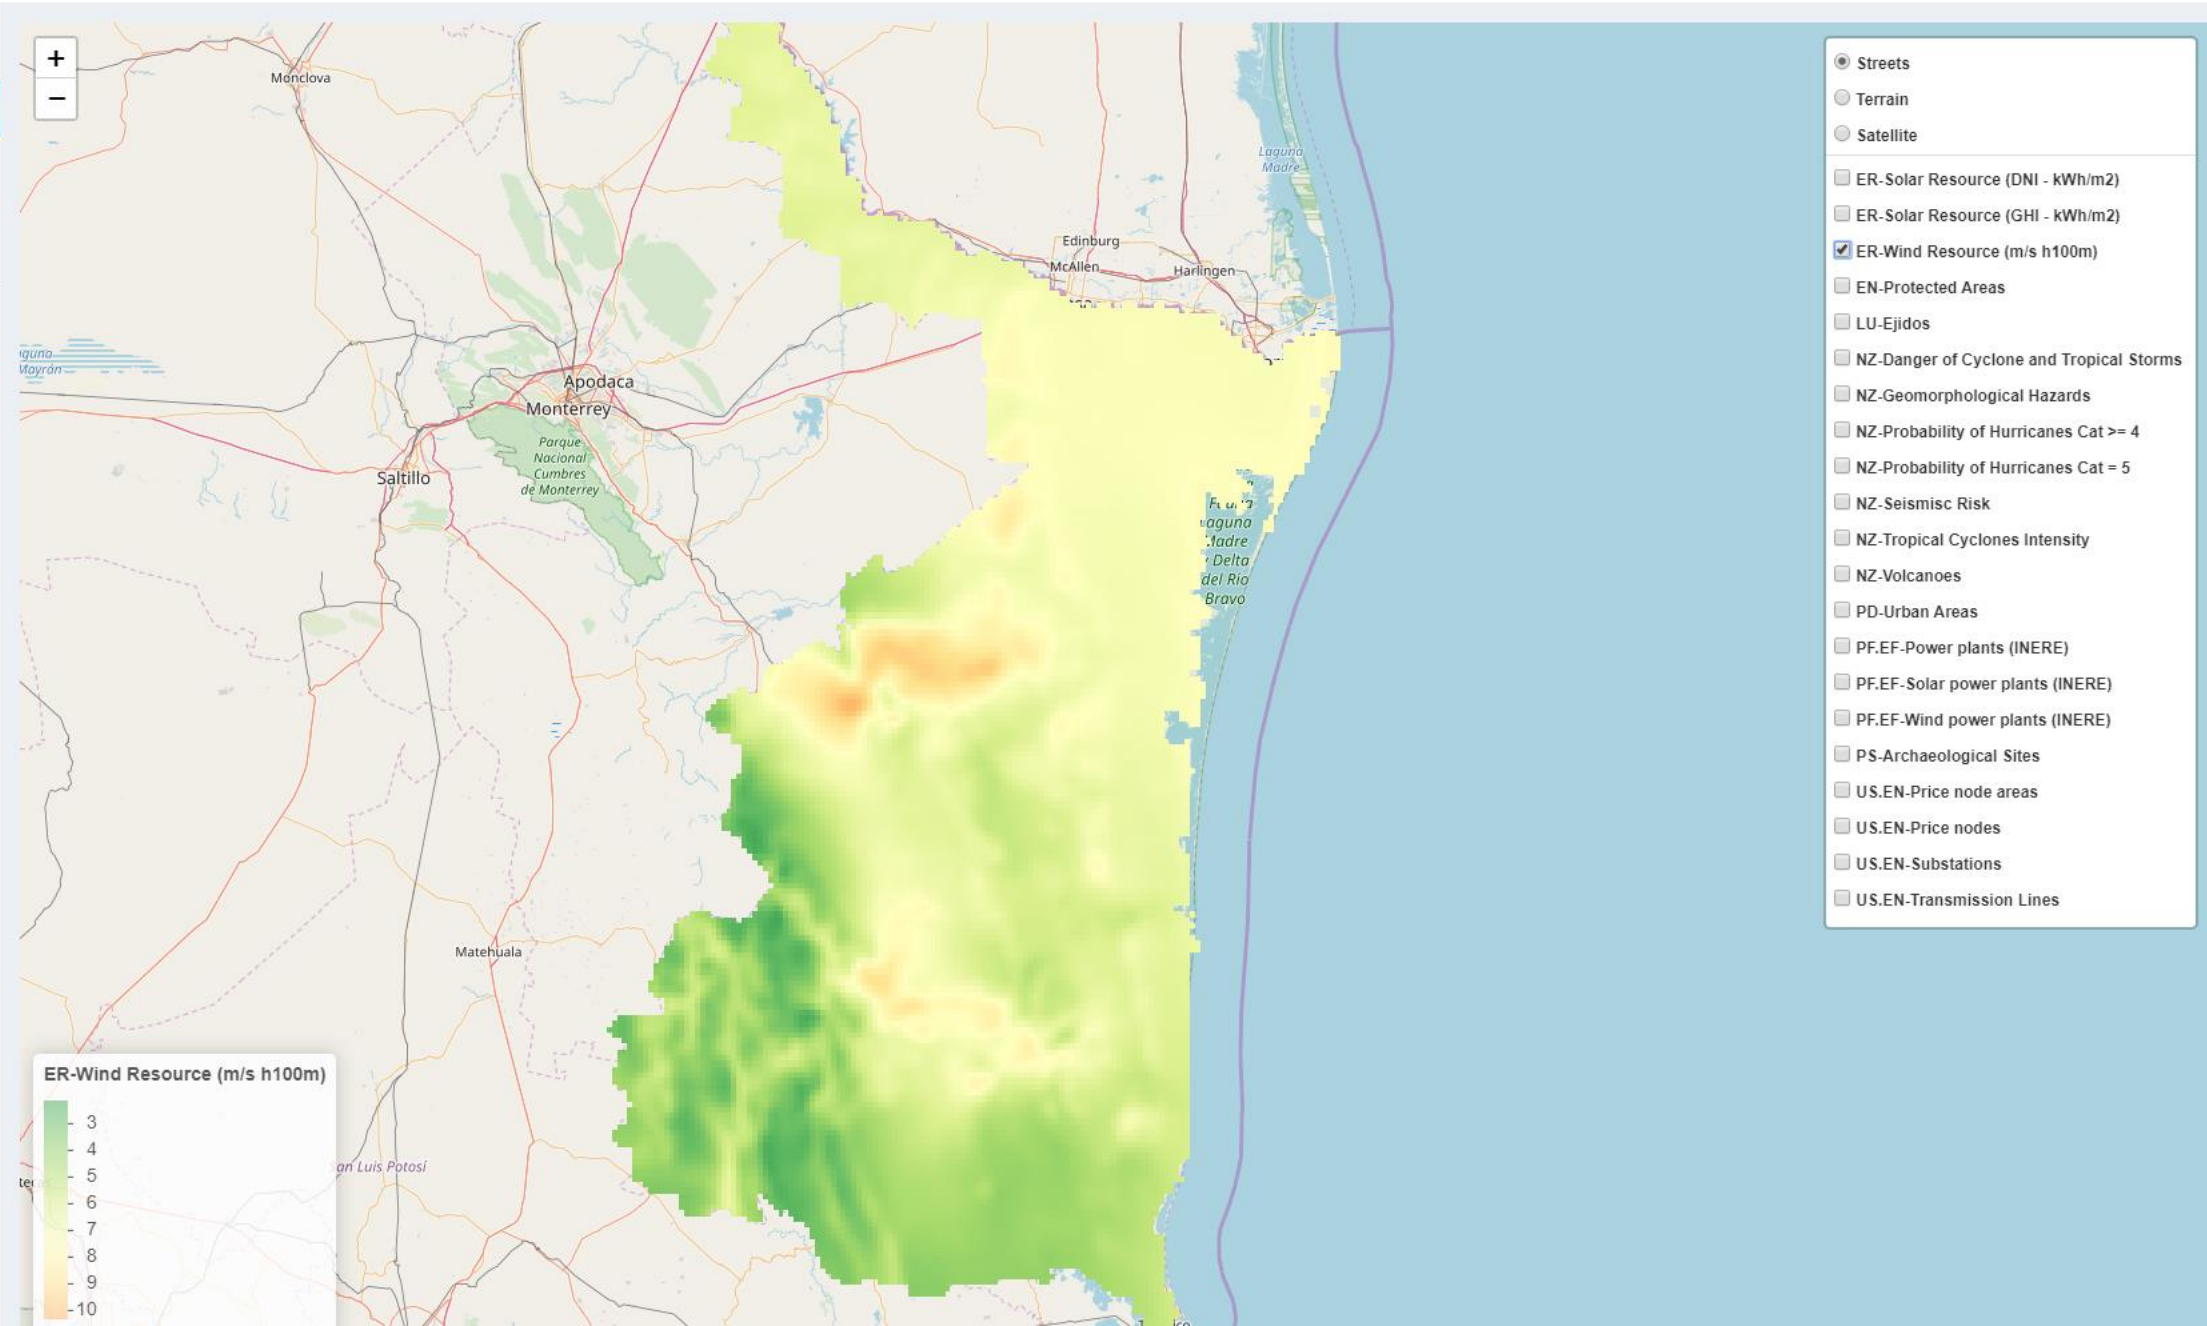 +
−
Monclova
Laguna
Madre
Edinburg
McAllen
Harlingen
Mayrán
Apodaca
Monterrey
Parque
Nacional
Cumbres
de Monterrey
Saltillo
Madre
Delta
del Río
Bravo
Matehuala
San Luis Potosí
ER-Wind Resource (m/s h100m)
3
4
5
6
7
8
9
10
Streets
Terrain
Satellite
ER-Solar Resource (DNI - kWh/m2)
ER-Solar Resource (GHI - kWh/m2)
ER-Wind Resource (m/s h100m)
EN-Protected Areas
LU-Ejidos
NZ-Danger of Cyclone and Tropical Storms
NZ-Geomorphological Hazards
NZ-Probability of Hurricanes Cat >= 4
NZ-Probability of Hurricanes Cat = 5
NZ-Seismisc Risk
NZ-Tropical Cyclones Intensity
NZ-Volcanoes
PD-Urban Areas
PF.EF-Power plants (INERE)
PF.EF-Solar power plants (INERE)
PF.EF-Wind power plants (INERE)
PS-Archaeological Sites
US.EN-Price node areas
US.EN-Price nodes
US.EN-Substations
US.EN-Transmission Lines